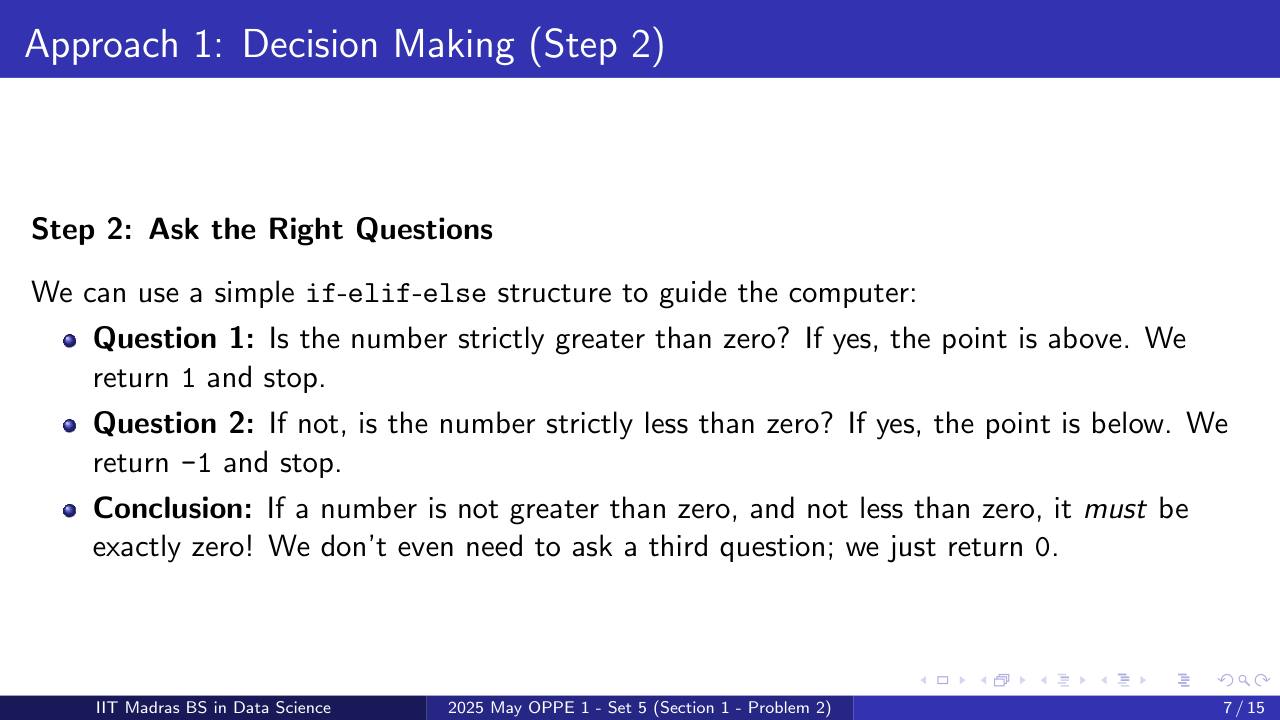 Approach 1: Decision Making (Step 2)
Step 2: Ask the Right Questions
We can use a simple if-elif-else structure to guide the computer:
Question 1: Is the number strictly greater than zero? If yes, the point is above. We
return 1 and stop.
Question 2: If not, is the number strictly less than zero? If yes, the point is below. We
return -1 and stop.
Conclusion: If a number is not greater than zero, and not less than zero, it must be
exactly zero! We don't even need to ask a third question; we just return 0.
IIT Madras BS in Data Science
2025 May OPPE 1 - Set 5 (Section 1 - Problem 2)
7 / 15